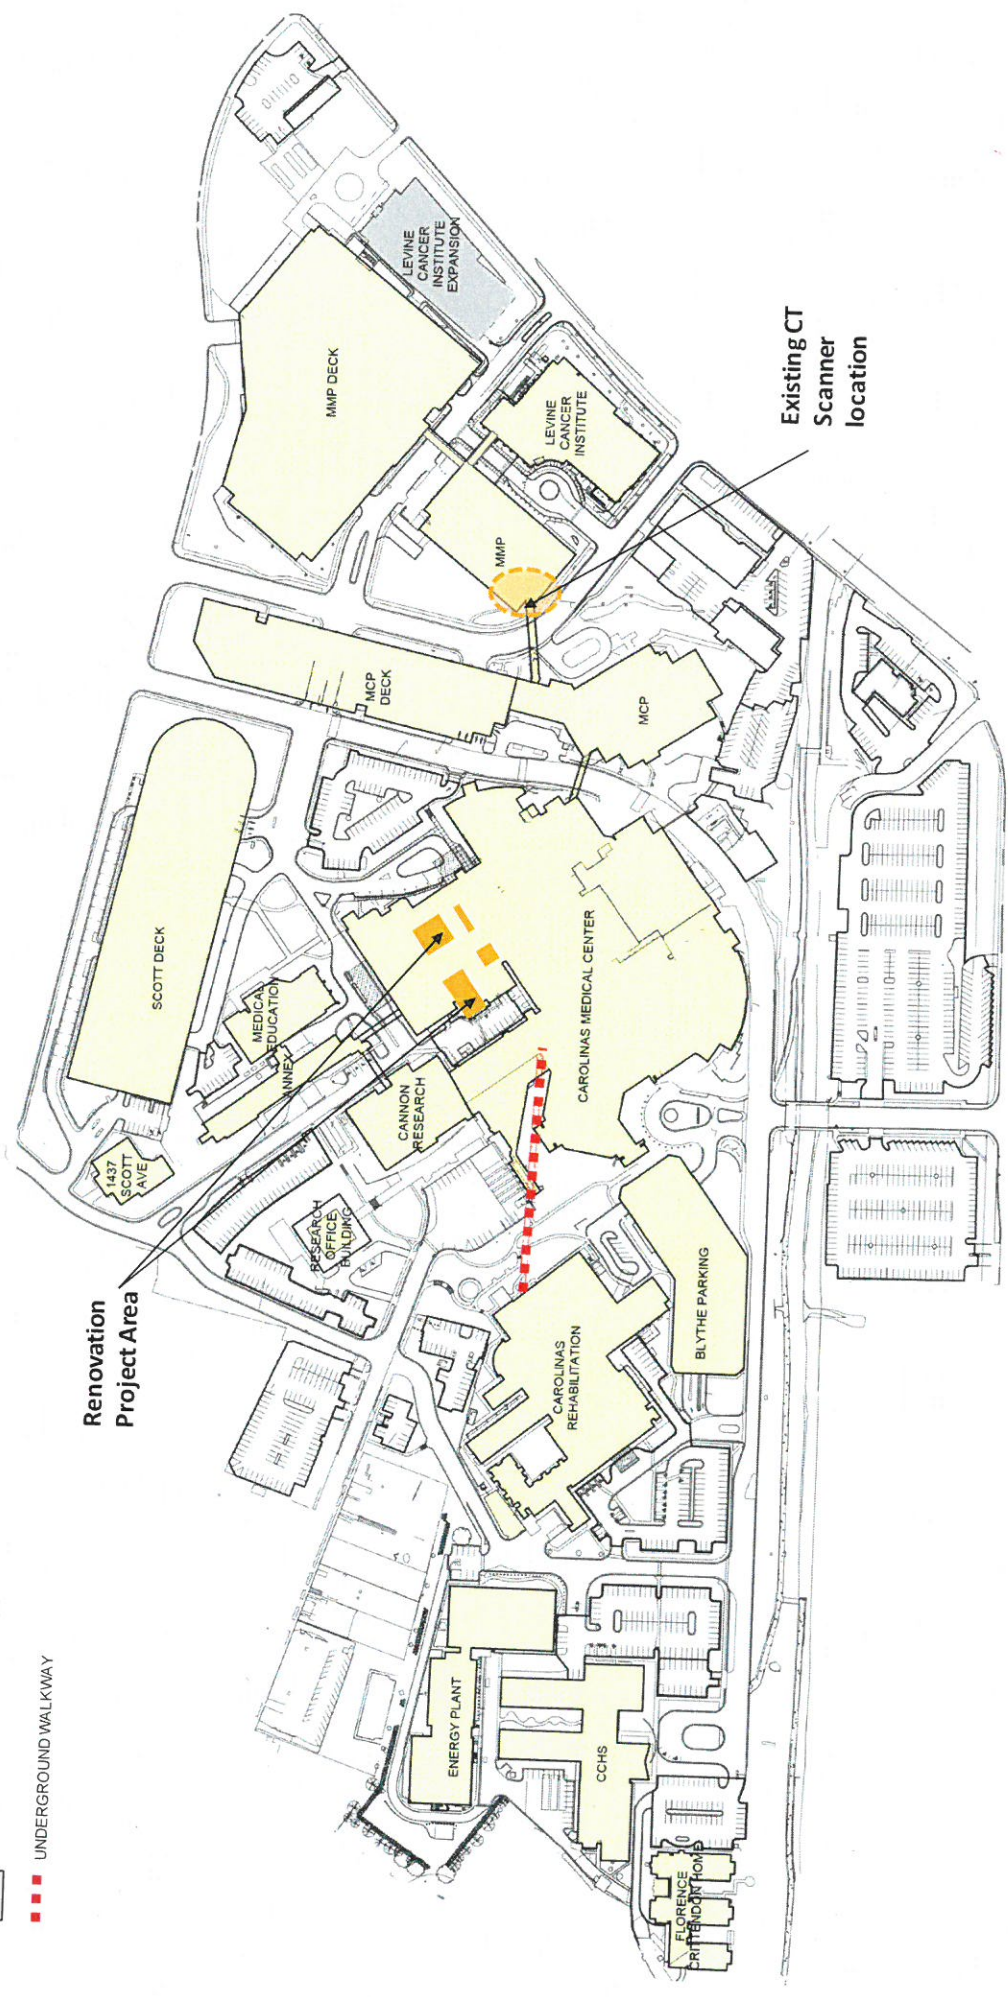 UNDERGROUND WALKWAY
Renovation
Project Area
Existing CT
Scanner
location
LEVINE
CANCER
INSTITUTE
EXPANSION
MMP DECK
LEVINE
CANCER
INSTITUTE
MMP
MCP
DECK
MCP
SCOTT DECK
MEDICAL
EDUCATION
ANNEX
CANNON
RESEARCH
CAROLINAS MEDICAL CENTER
1437
SCOTT
AVE
RESEARCH
OFFICE
BUILDING
BLYTHE PARKING
CAROLINAS
REHABILITATION
ENERGY PLANT
CCHS
FLORENCE
CRITTENDON HOME